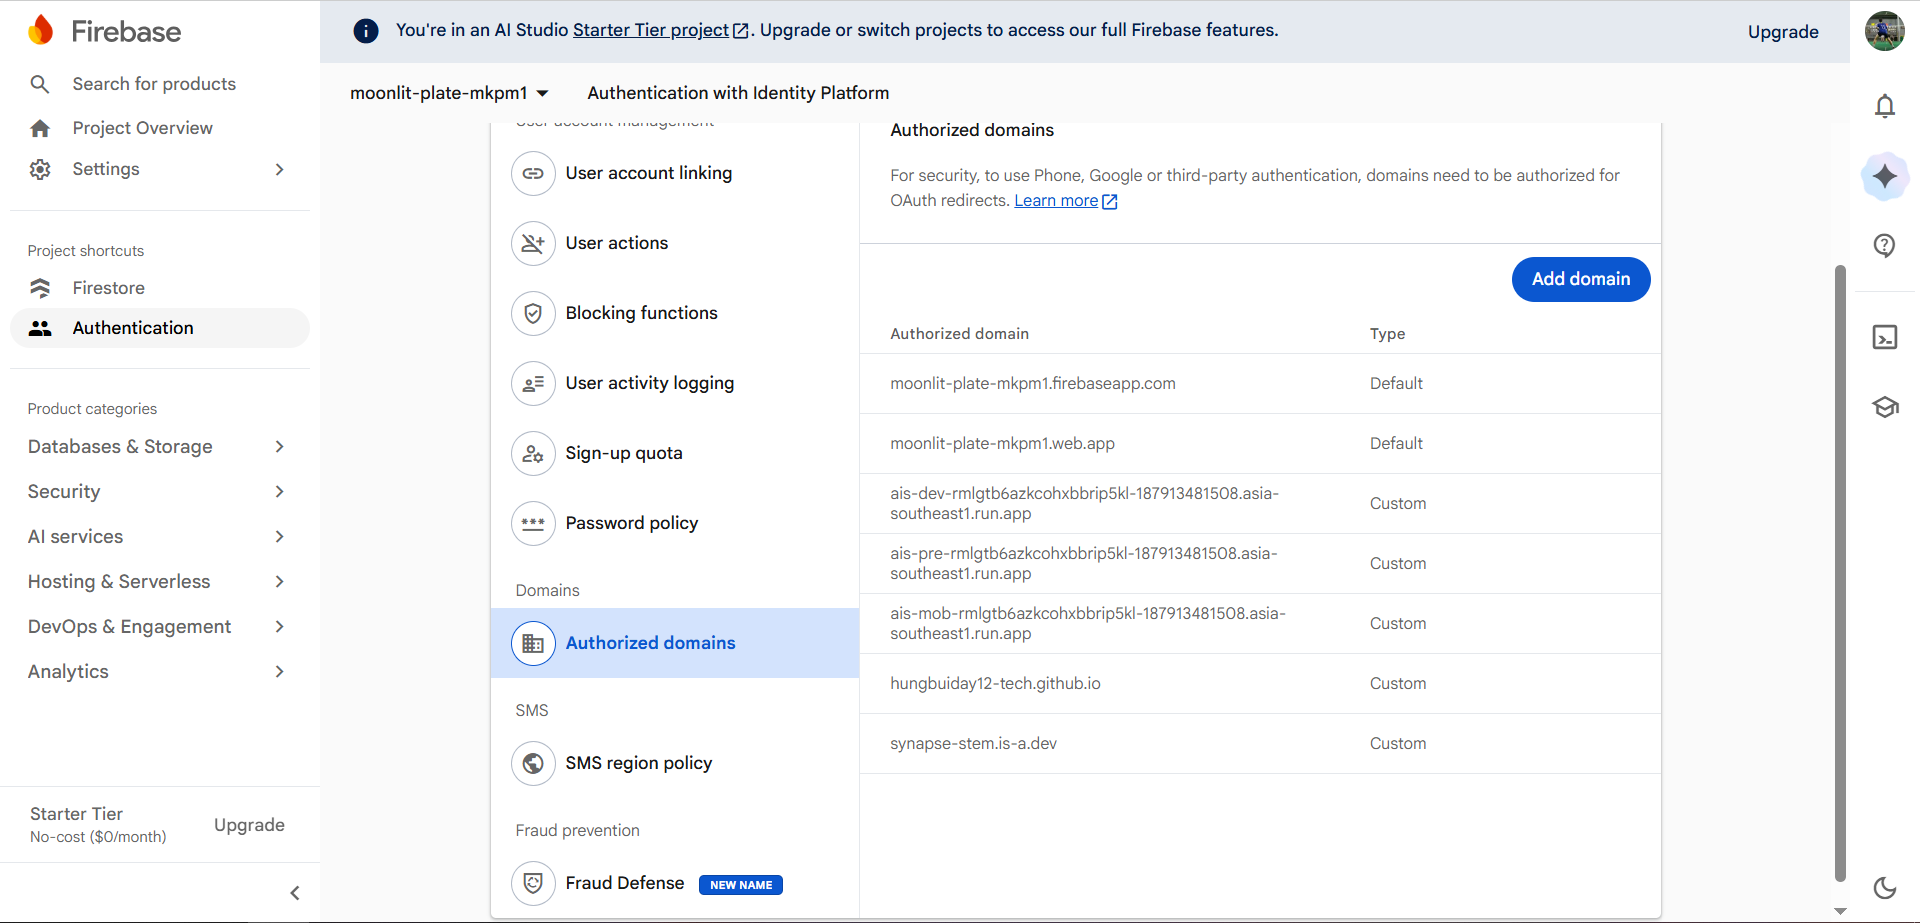 Firebase
Search for products
Project Overview
Settings
Project shortcuts
Firestore
Authentication
Product categories
Databases & Storage
Security
AI services
Hosting & Serverless
DevOps & Engagement
Analytics
Starter Tier
No-cost ($0/month)
Upgrade
You're in an AI Studio Starter Tier project. Upgrade or switch projects to access our full Firebase features.
Upgrade
moonlit-plate-mkpm1
Authentication with Identity Platform
User account management
User account linking
User actions
Blocking functions
User activity logging
Sign-up quota
Password policy
Domains
Authorized domains
SMS
SMS region policy
Fraud prevention
Fraud Defense NEW NAME
Authorized domains
For security, to use Phone, Google or third-party authentication, domains need to be authorized for
OAuth redirects. Learn more
Add domain
Authorized domain Type
moonlit-plate-mkpm1.firebaseapp.com Default
moonlit-plate-mkpm1.web.app Default
ais-dev-rmlgtb6azkcohxbbrip5kl-187913481508.asia-
southeast1.run.app Custom
ais-pre-rmlgtb6azkcohxbbrip5kl-187913481508.asia-
southeast1.run.app Custom
ais-mob-rmlgtb6azkcohxbbrip5kl-187913481508.asia-
southeast1.run.app Custom
hungbuiday12-tech.github.io Custom
synapse-stem.is-a.dev Custom